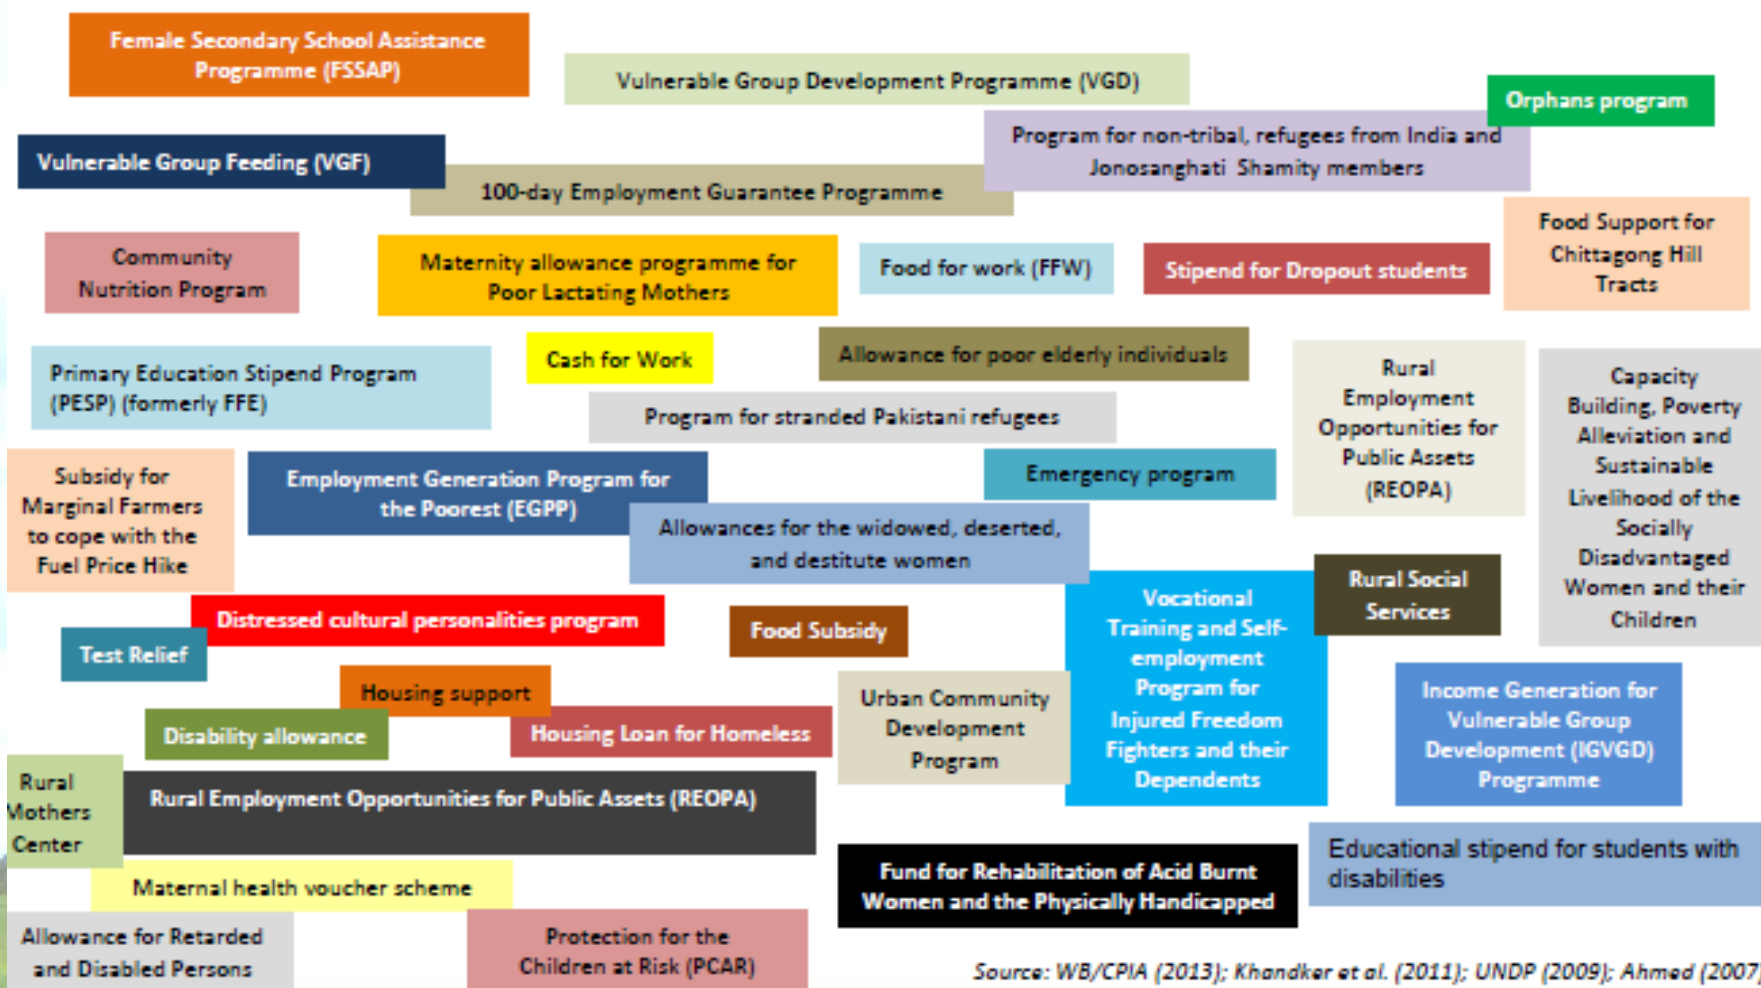 Female Secondary School Assistance
Programme (FSSAP)
Vulnerable Group Development Programme (VGD)
Orphans program
Vulnerable Group Feeding (VGF)
100-day Employment Guarantee Programme
Program for non-tribal, refugees from India and
Jonosanghati Shamity members
Community
Nutrition Program
Maternity allowance programme for
Poor Lactating Mothers
Food for work (FFW)
Stipend for Dropout students
Food Support for
Chittagong Hill
Tracts
Primary Education Stipend Program
(PESP) (formerly FFE)
Cash for Work
Allowance for poor elderly individuals
Program for stranded Pakistani refugees
Rural
Employment
Opportunities for
Public Assets
(REOPA)
Capacity
Building, Poverty
Alleviation and
Sustainable
Livelihood of the
Socially
Disadvantaged
Women and their
Children
Subsidy for
Marginal Farmers
to cope with the
Fuel Price Hike
Employment Generation Program for
the Poorest (EGPP)
Emergency program
Allowances for the widowed, deserted,
and destitute women
Distressed cultural personalities program
Test Relief
Food Subsidy
Vocational
Training and Self-
employment
Program for
Injured Freedom
Fighters and their
Dependents
Rural Social
Services
Housing support
Disability allowance
Housing Loan for Homeless
Urban Community
Development
Program
Income Generation for
Vulnerable Group
Development (IGVGD)
Programme
Rural
Mothers
Center
Rural Employment Opportunities for Public Assets (REOPA)
Maternal health voucher scheme
Fund for Rehabilitation of Acid Burnt
Women and the Physically Handicapped
Educational stipend for students with
disabilities
Allowance for Retarded
and Disabled Persons
Protection for the
Children at Risk (PCAR)
Source: WB/CPIA (2013); Khandker et al. (2011); UNDP (2009); Ahmed (2007)